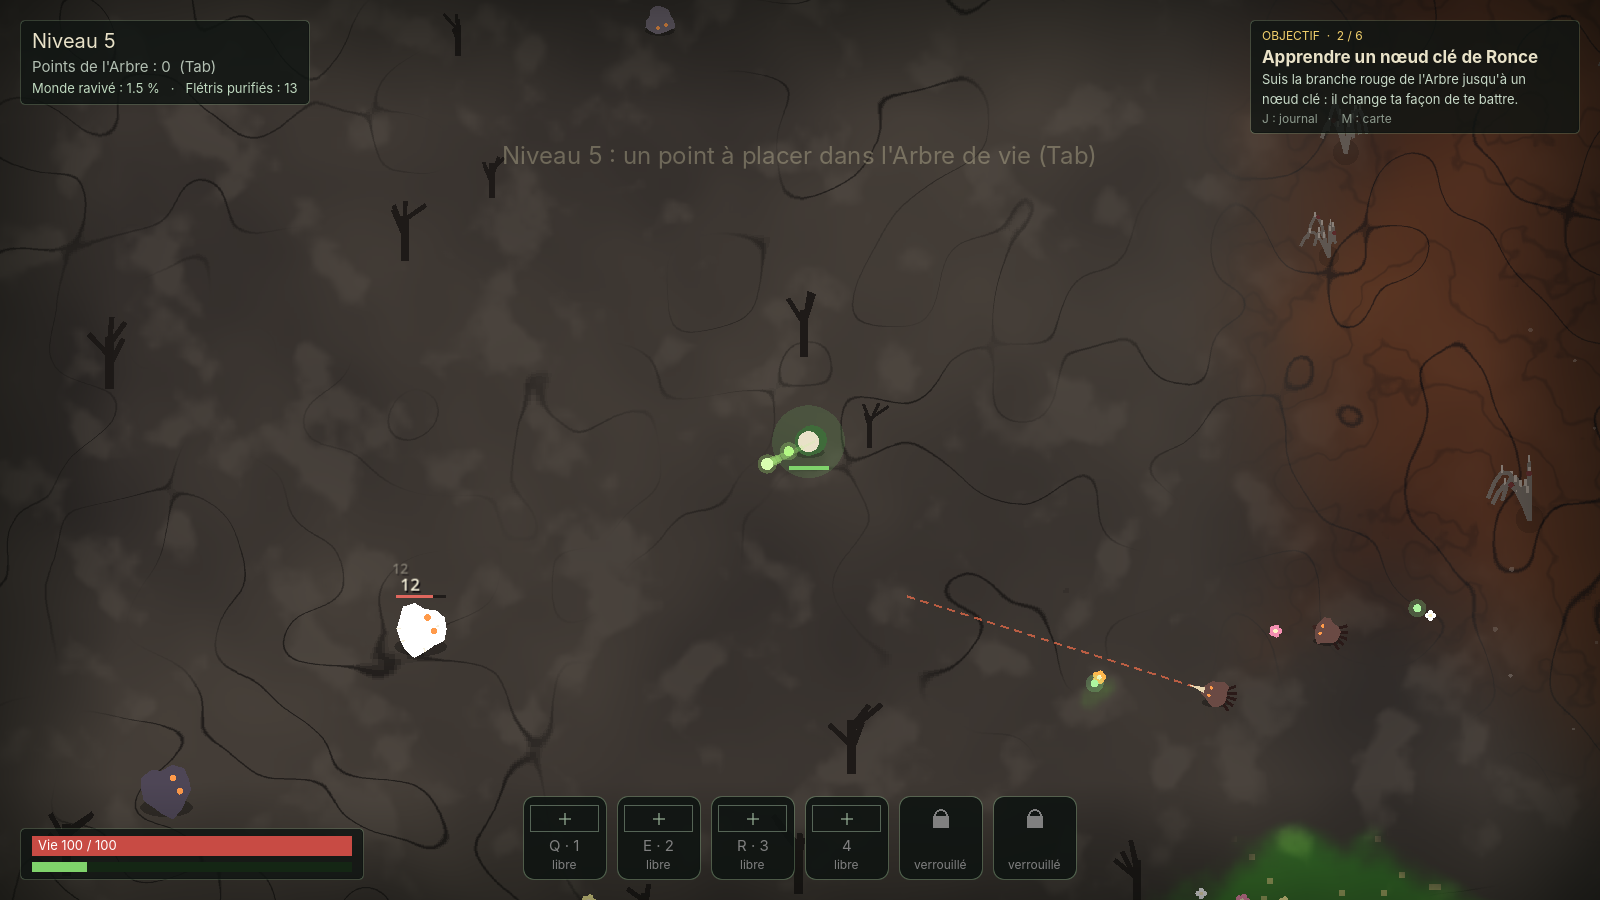 Niveau 5
Points de l'Arbre : 0 (Tab)
Monde ravivé : 1.5 % · Flétris purifiés : 13
OBJECTIF · 2 / 6
Apprendre un nœud clé de Ronce
Suis la branche rouge de l'Arbre jusqu'à un
nœud clé : il change ta façon de te battre.
J : journal · M : carte
Niveau 5 : un point à placer dans l'Arbre de vie (Tab)
12
12
Vie 100 / 100
Q · 1
libre
E · 2
libre
R · 3
libre
4
libre
verrouillé
verrouillé